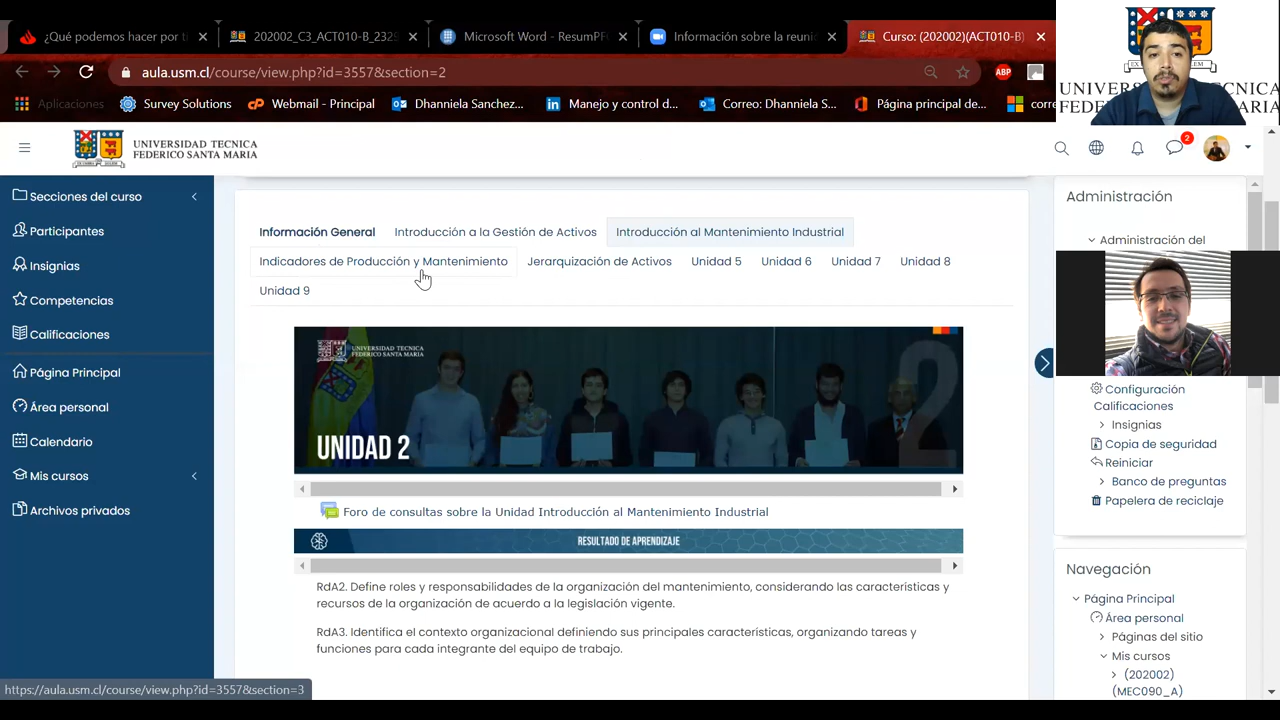 ¿Qué podemos hacer por t
202002_C3_ACT010-B_2329
Microsoft Word - ResumPF
Información sobre la reuni
Curso: (202002)(ACT010-B)
aula.usm.cl/course/view.php?id=3557&section=2
ABP
Aplicaciones
Survey Solutions
Webmail - Principal
Dhanniela Sanchez...
Manejo y control d...
Correo: Dhanniela S...
Página principal de...
corre
UNIVERSIDAD TECNICA
FEDERICO SANTA MARIA
2
Secciones del curso
Participantes
Insignias
Competencias
Calificaciones
Página Principal
Área personal
Calendario
Mis cursos
Archivos privados
Información General
Introducción a la Gestión de Activos
Introducción al Mantenimiento Industrial
Indicadores de Producción y Mantenimiento
Jerarquización de Activos
Unidad 5
Unidad 6
Unidad 7
Unidad 8
Unidad 9
UNIVERSIDAD TECNICA
FEDERICO SANTA MARIA
2
UNIDAD 2
Foro de consultas sobre la Unidad Introducción al Mantenimiento Industrial
RESULTADO DE APRENDIZAJE
RdA2. Define roles y responsabilidades de la organización del mantenimiento, considerando las características y
recursos de la organización de acuerdo a la legislación vigente.
RdA3. Identifica el contexto organizacional definiendo sus principales características, organizando tareas y
funciones para cada integrante del equipo de trabajo.
Administración
Administración del
Configuración
Calificaciones
Insignias
Copia de seguridad
Reiniciar
Banco de preguntas
Papelera de reciclaje
Navegación
Página Principal
Área personal
Páginas del sitio
Mis cursos
(202002)
(MEC090_A)
https://aula.usm.cl/course/view.php?id=3557&section=3